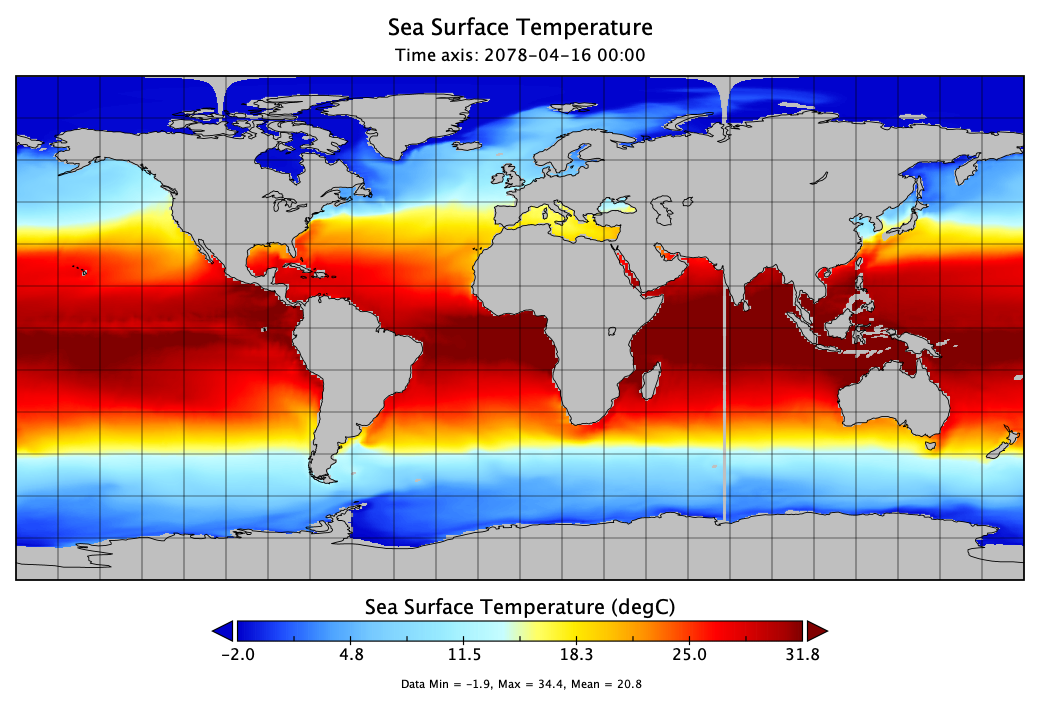 Sea Surface Temperature
Time axis: 2078-04-16 00:00
Sea Surface Temperature (degC)
-2.0 4.8 11.5 18.3 25.0 31.8
Data Min = -1.9, Max = 34.4, Mean = 20.8